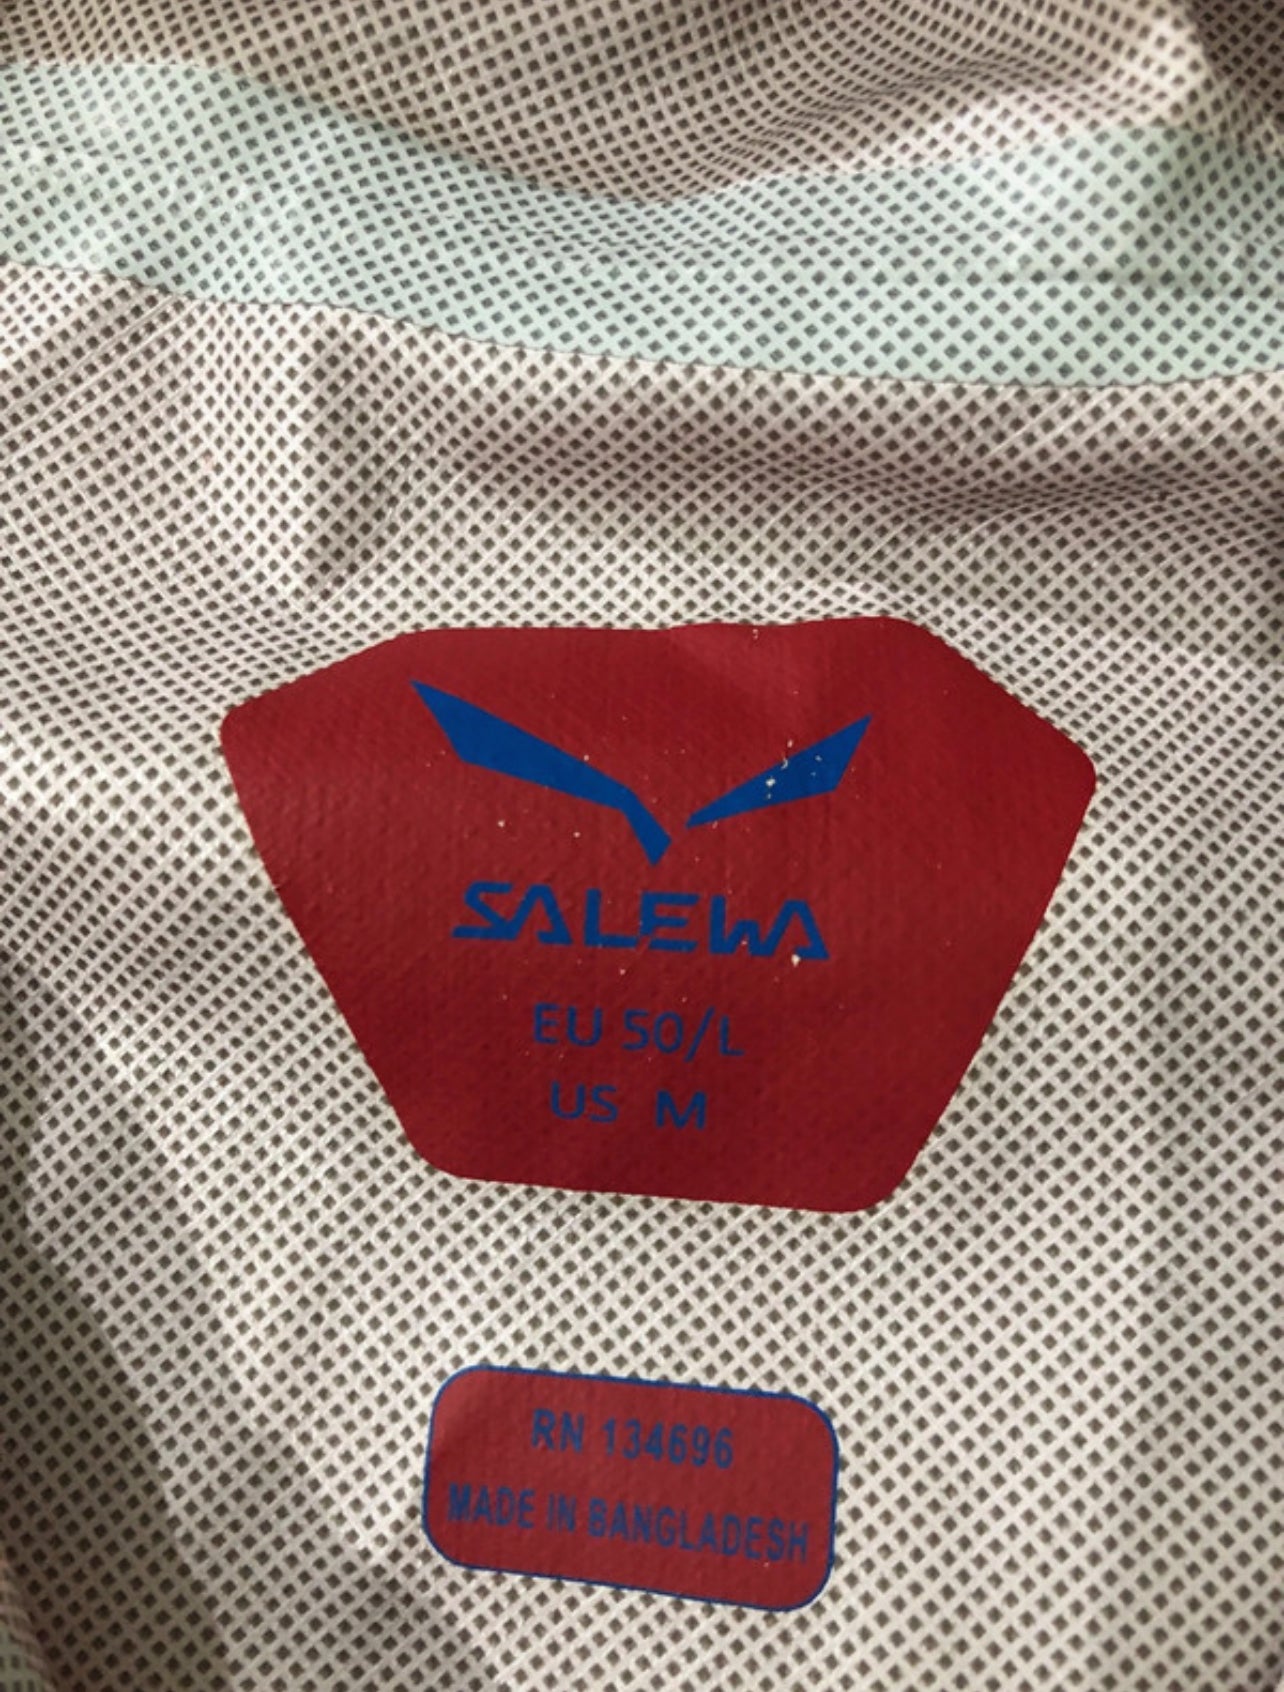 SALEWA
EU 50/L
US M
RN 134696
MADE IN BANGLADESH